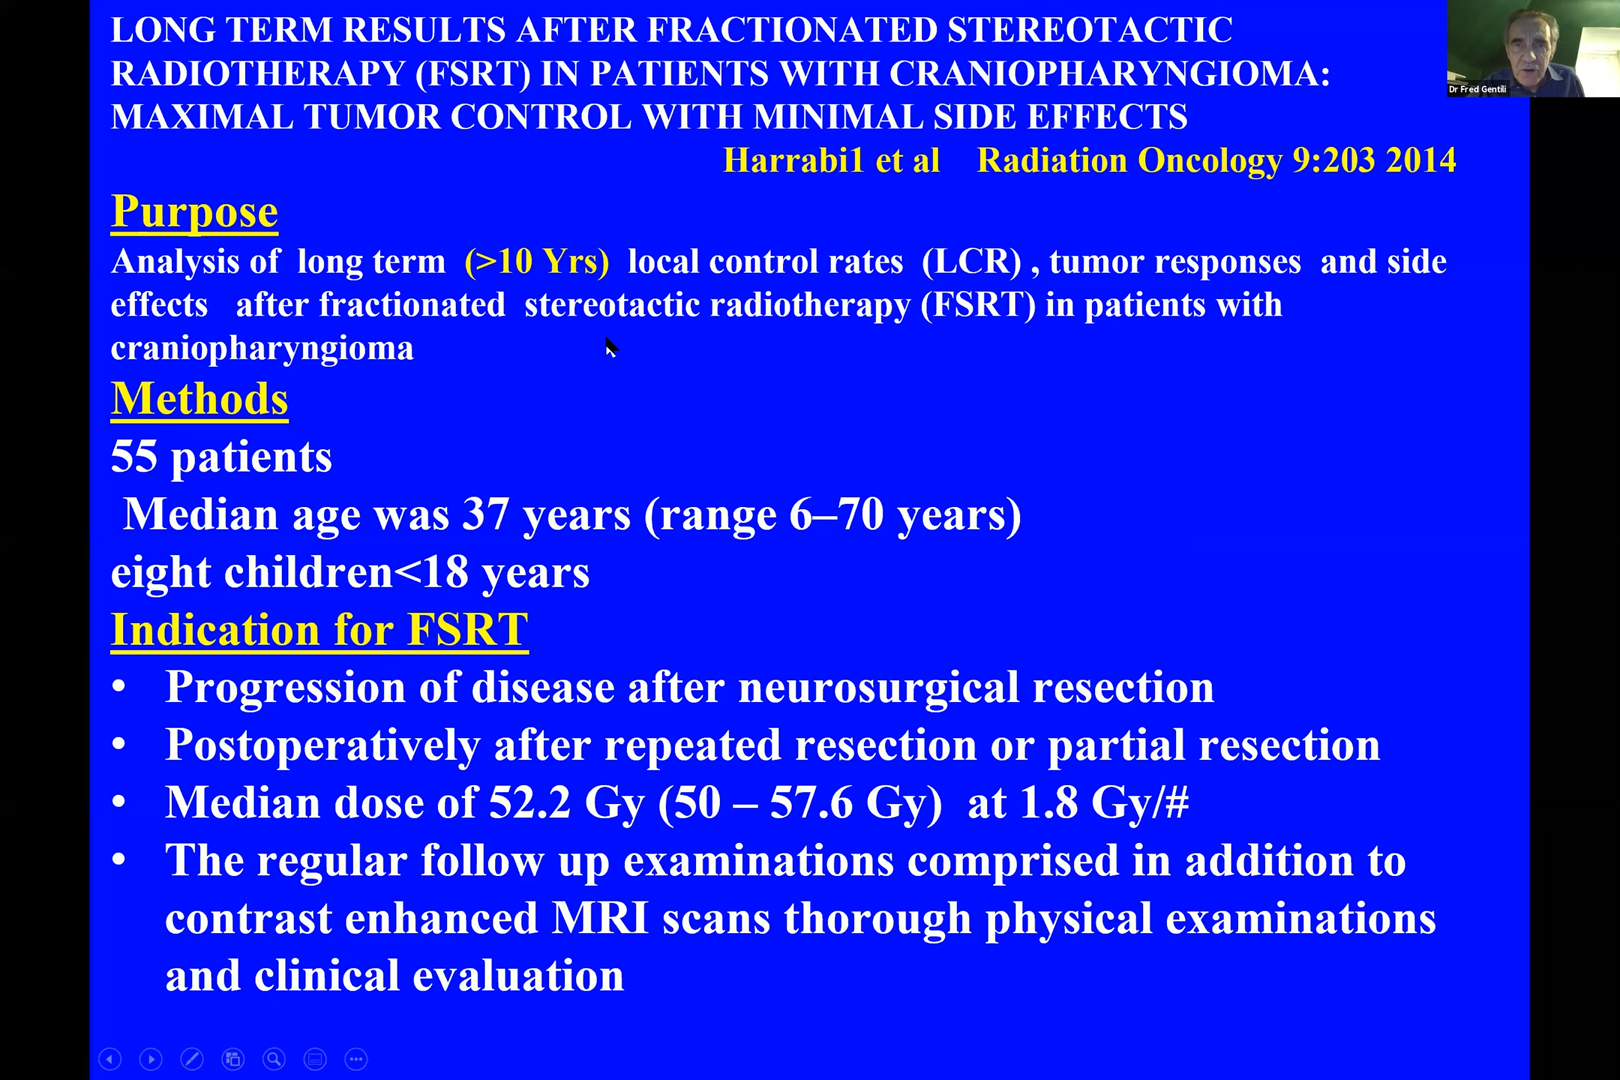 LONG TERM RESULTS AFTER FRACTIONATED STEREOTACTIC
RADIOTHERAPY (FSRT) IN PATIENTS WITH CRANIOPHARYNGIOMA:
MAXIMAL TUMOR CONTROL WITH MINIMAL SIDE EFFECTS
Harrabi1 et al Radiation Oncology 9:203 2014
Dr Fred Gentili
Purpose
Analysis of long term (>10 Yrs) local control rates (LCR) , tumor responses and side
effects after fractionated stereotactic radiotherapy (FSRT) in patients with
craniopharyngioma
Methods
55 patients
Median age was 37 years (range 6–70 years)
eight children<18 years
Indication for FSRT
• Progression of disease after neurosurgical resection
• Postoperatively after repeated resection or partial resection
• Median dose of 52.2 Gy (50 – 57.6 Gy) at 1.8 Gy/#
• The regular follow up examinations comprised in addition to
contrast enhanced MRI scans thorough physical examinations
and clinical evaluation